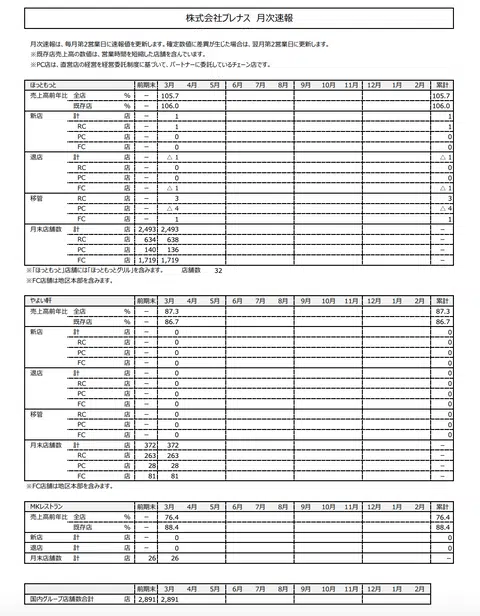 株式会社プレナス 月次速報
月次速報は、毎月第2営業日に速報値を更新します。確定数値に差異が生じた場合は、翌月第2営業日に更新します。
※既存店売上高の数値は、営業時間を短縮した店舗を含んでいます。
※PC店は、直営店の経営を経営委託制度に基づいて、パートナーに委託しているチェーン店です。
ほっともっと 前期末 3月 4月 5月 6月 7月 8月 9月 10月 11月 12月 1月 2月 累計
売上高前年比 全店 % − 105.7 105.7
既存店 % − 106.0 106.0
新店 計 店 − 1 1
RC 店 − 1 1
PC 店 − 0 0
FC 店 − 0 0
退店 計 店 − △ 1 △ 1
RC 店 − 0 0
PC 店 − 0 0
FC 店 − △ 1 △ 1
移管 RC 店 − 3 3
PC 店 − △ 4 △ 4
FC 店 − 1 1
月末店舗数 計 店 2,493 2,493 −
RC 店 634 638 −
PC 店 140 136 −
FC 店 1,719 1,719 −
※「ほっともっと」店舗には「ほっともっとグリル」を含みます。 店舗数 32
※FC店舗は地区本部を含みます。
やよい軒 前期末 3月 4月 5月 6月 7月 8月 9月 10月 11月 12月 1月 2月 累計
売上高前年比 全店 % − 87.3 87.3
既存店 % − 86.7 86.7
新店 計 店 − 0 0
RC 店 − 0 0
PC 店 − 0 0
FC 店 − 0 0
退店 計 店 − 0 0
RC 店 − 0 0
PC 店 − 0 0
FC 店 − 0 0
移管 RC 店 − 0 0
PC 店 − 0 0
FC 店 − 0 0
月末店舗数 計 店 372 372 −
RC 店 263 263 −
PC 店 28 28 −
FC 店 81 81 −
※FC店舗は地区本部を含みます。
MKレストラン 前期末 3月 4月 5月 6月 7月 8月 9月 10月 11月 12月 1月 2月 累計
売上高前年比 全店 % − 76.4 76.4
既存店 % − 88.4 88.4
新店 計 店 − 0 0
退店 計 店 − 0 0
月末店舗数 計 店 26 26 −
前期末 3月 4月 5月 6月 7月 8月 9月 10月 11月 12月 1月 2月
国内グループ店舗数合計 店 2,891 2,891